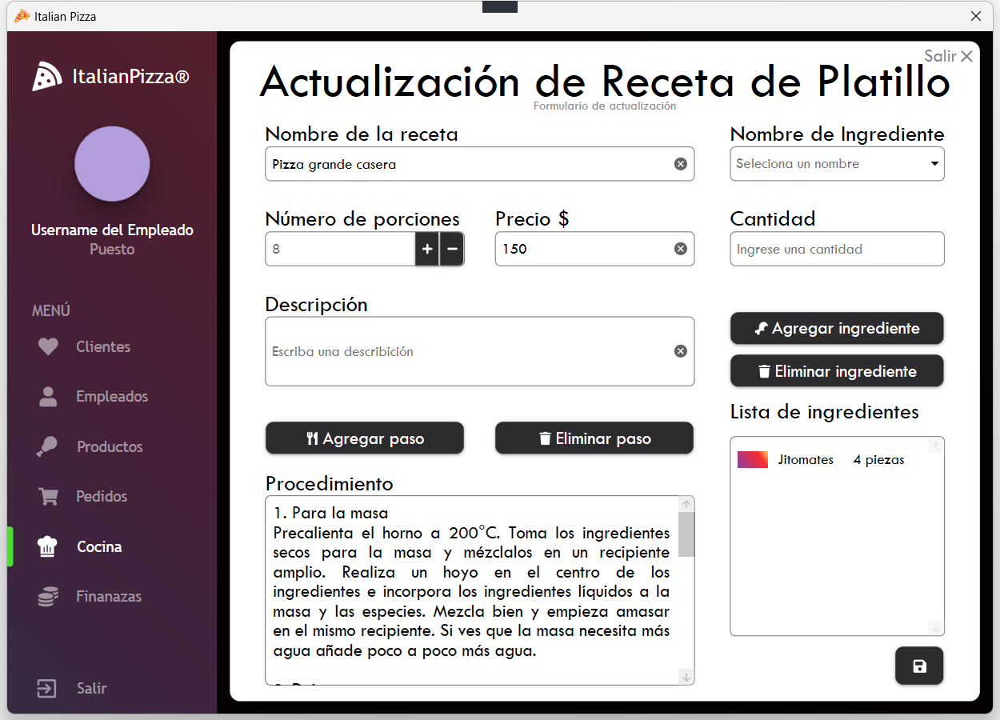 Italian Pizza
ItalianPizza®
Username del Empleado
Puesto
MENÚ
Clientes
Empleados
Productos
Pedidos
Cocina
Finanazas
Salir
Salir
Actualización de Receta de Platillo
Formulario de actualización
Nombre de la receta
Pizza grande casera
Nombre de Ingrediente
Seleciona un nombre
Número de porciones
8
Precio $
150
Cantidad
Ingrese una cantidad
Descripción
Escriba una describición
Agregar ingrediente
Eliminar ingrediente
Agregar paso
Eliminar paso
Lista de ingredientes
Jitomates 4 piezas
Procedimiento
1. Para la masa
Precalienta el horno a 200°C. Toma los ingredientes
secos para la masa y mézclalos en un recipiente
amplio. Realiza un hoyo en el centro de los
ingredientes e incorpora los ingredientes líquidos a la
masa y las especies. Mezcla bien y empieza amasar
en el mismo recipiente. Si ves que la masa necesita más
agua añade poco a poco más agua.